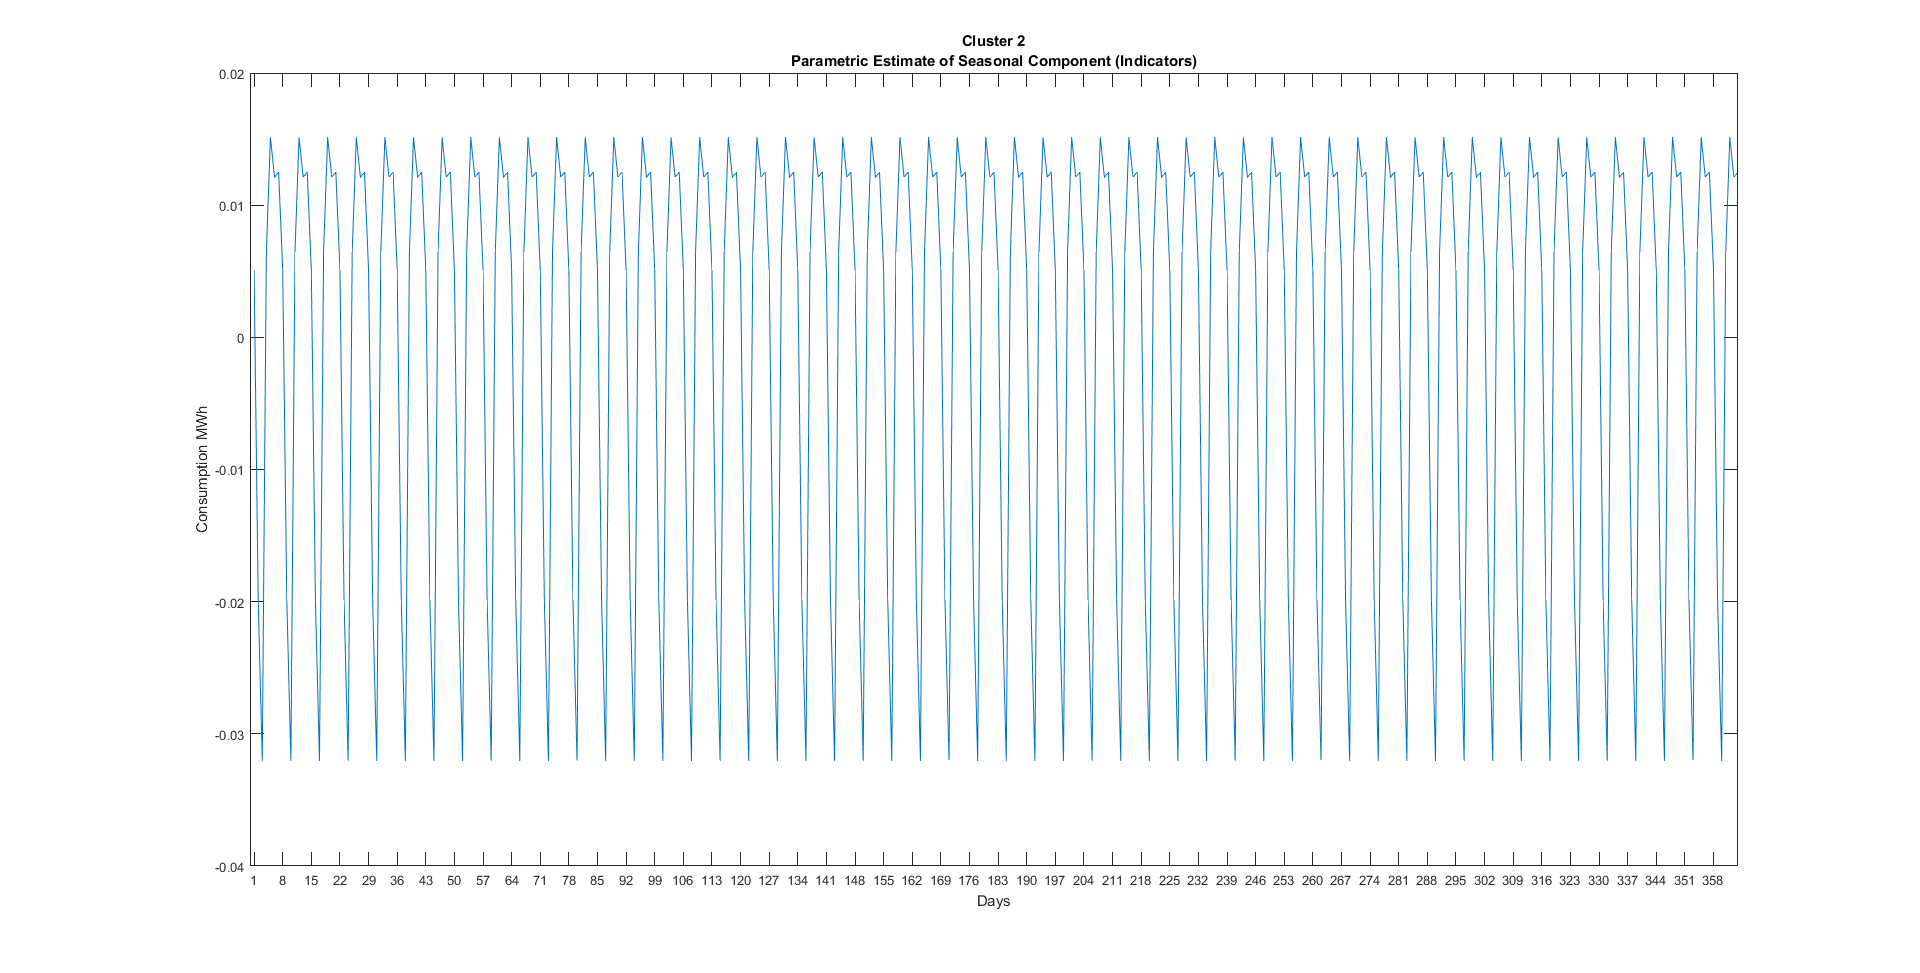 Cluster 2
Parametric Estimate of Seasonal Component (Indicators)
0.02
0.01
0
-0.01
-0.02
-0.03
-0.04
Consumption MWh
1 8 15 22 29 36 43 50 57 64 71 78 85 92 99 106 113 120 127 134 141 148 155 162 169 176 183 190 197 204 211 218 225 232 239 246 253 260 267 274 281 288 295 302 309 316 323 330 337 344 351 358
Days